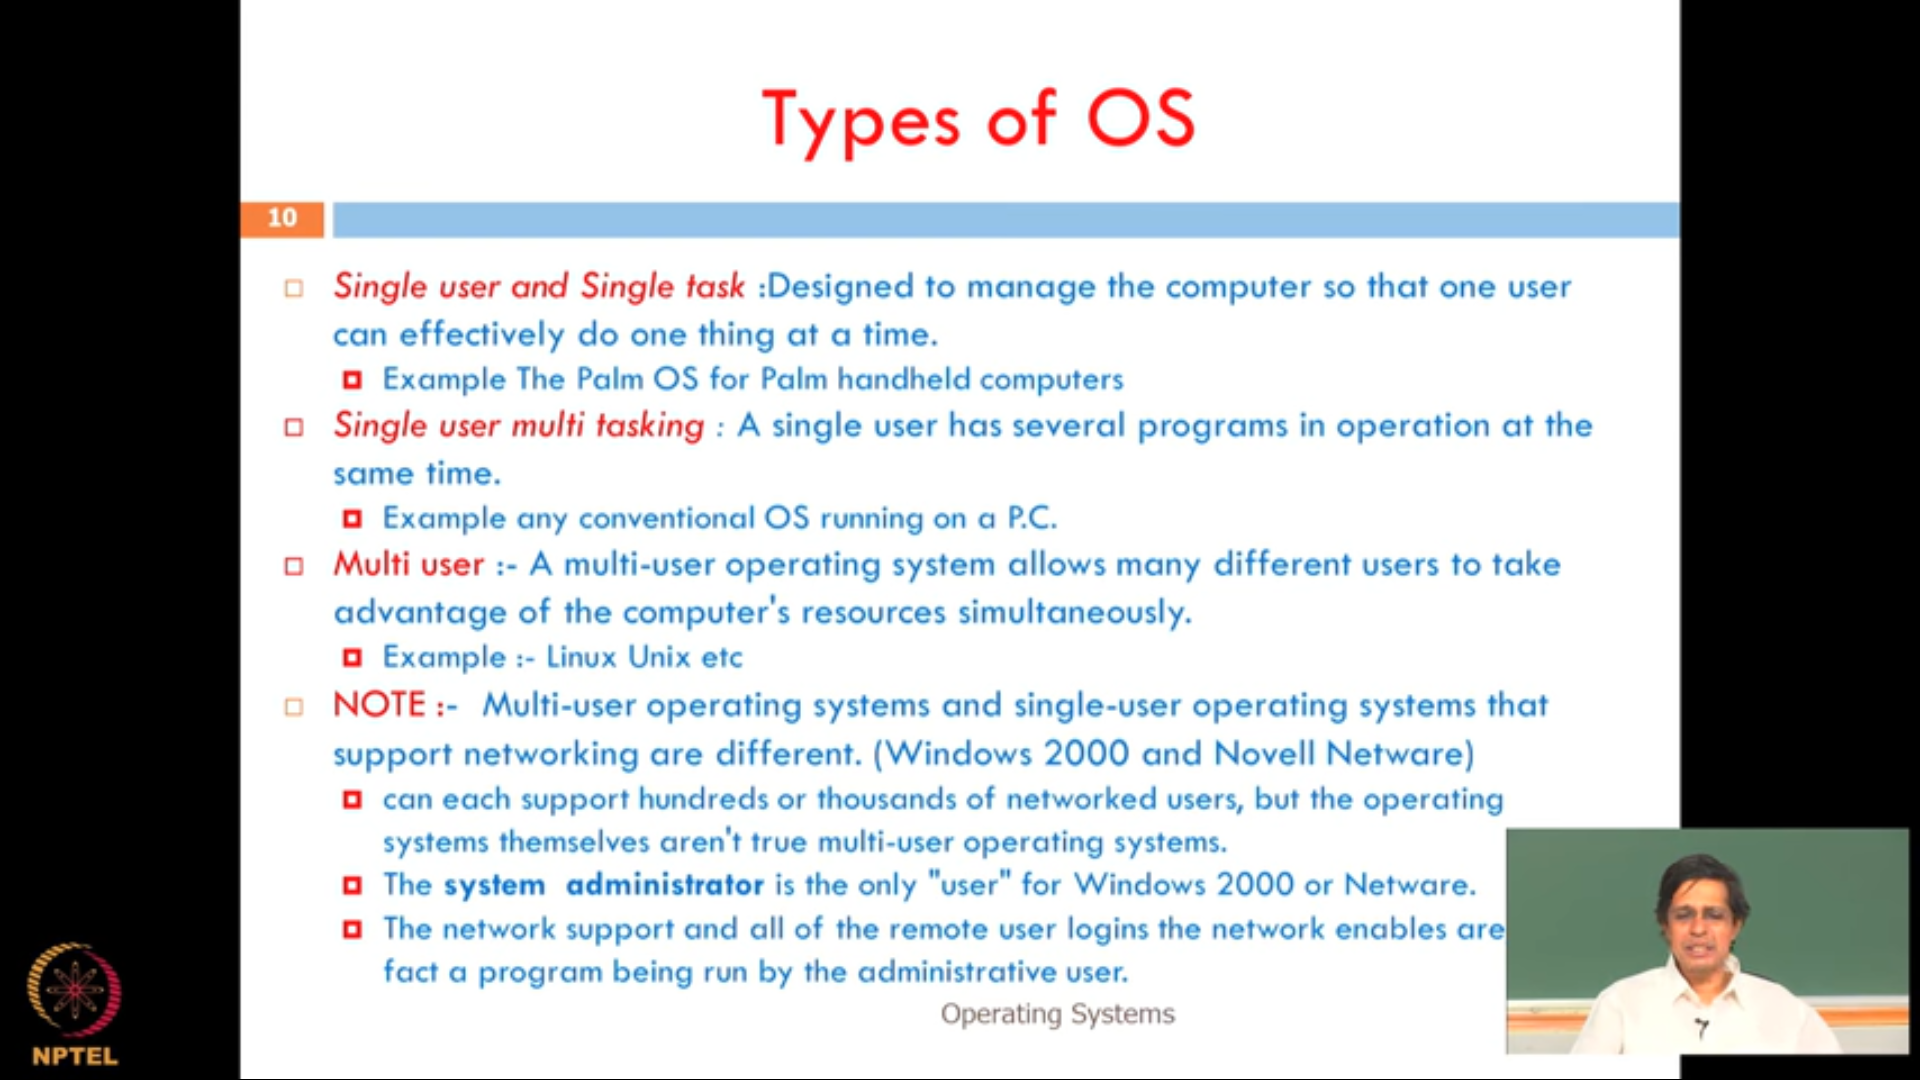 Types of OS
10
Single user and Single task :Designed to manage the computer so that one user
can effectively do one thing at a time.
Example The Palm OS for Palm handheld computers
Single user multi tasking : A single user has several programs in operation at the
same time.
Example any conventional OS running on a P.C.
Multi user :- A multi-user operating system allows many different users to take
advantage of the computer's resources simultaneously.
Example :- Linux Unix etc
NOTE :- Multi-user operating systems and single-user operating systems that
support networking are different. (Windows 2000 and Novell Netware)
can each support hundreds or thousands of networked users, but the operating
systems themselves aren't true multi-user operating systems.
The system administrator is the only "user" for Windows 2000 or Netware.
The network support and all of the remote user logins the network enables are
fact a program being run by the administrative user.
Operating Systems
NPTEL